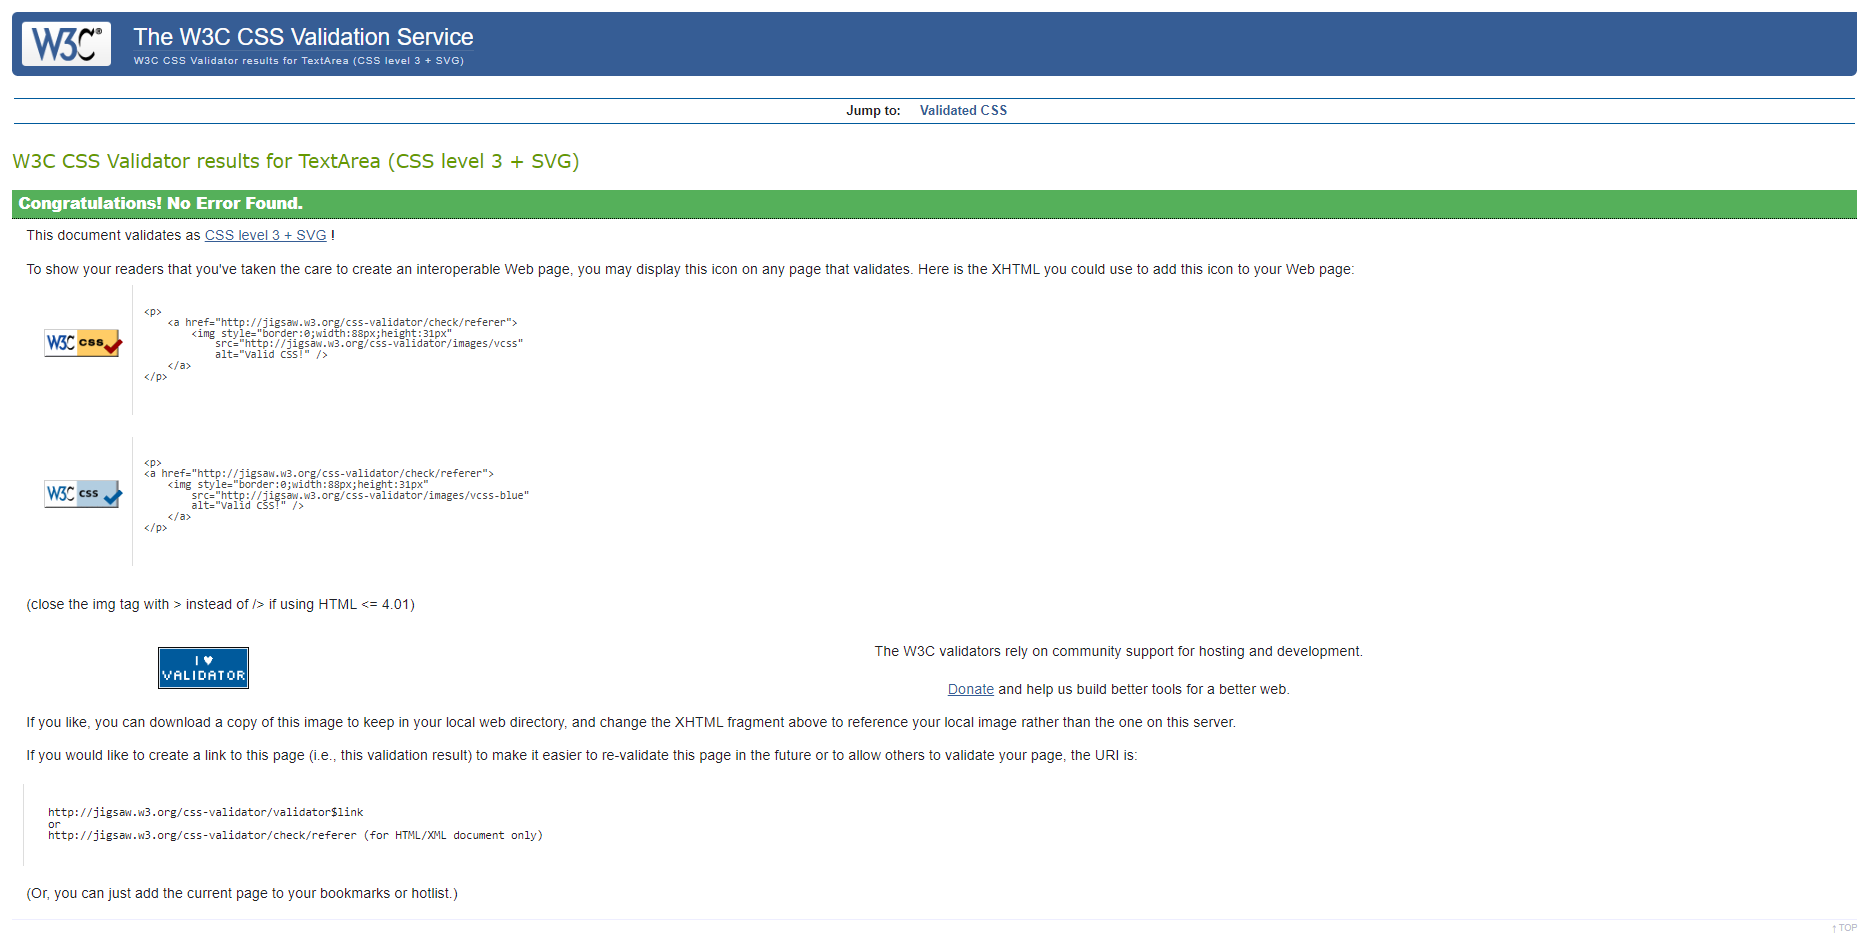 W3C®
The W3C CSS Validation Service
W3C CSS Validator results for TextArea (CSS level 3 + SVG)
Jump to: Validated CSS
W3C CSS Validator results for TextArea (CSS level 3 + SVG)
Congratulations! No Error Found.
This document validates as CSS level 3 + SVG !
To show your readers that you've taken the care to create an interoperable Web page, you may display this icon on any page that validates. Here is the XHTML you could use to add this icon to your Web page:
W3C css
<p>
<a href="http://jigsaw.w3.org/css-validator/check/referer">
<img style="border:0;width:88px;height:31px"
src="http://jigsaw.w3.org/css-validator/images/vcss"
alt="Valid CSS!" />
</a>
</p>
W3C css
<p>
<a href="http://jigsaw.w3.org/css-validator/check/referer">
<img style="border:0;width:88px;height:31px"
src="http://jigsaw.w3.org/css-validator/images/vcss-blue"
alt="Valid CSS!" />
</a>
</p>
(close the img tag with > instead of /> if using HTML <= 4.01)
I ♥
VALIDATOR
The W3C validators rely on community support for hosting and development.
Donate and help us build better tools for a better web.
If you like, you can download a copy of this image to keep in your local web directory, and change the XHTML fragment above to reference your local image rather than the one on this server.
If you would like to create a link to this page (i.e., this validation result) to make it easier to re-validate this page in the future or to allow others to validate your page, the URI is:
http://jigsaw.w3.org/css-validator/validator$link
or
http://jigsaw.w3.org/css-validator/check/referer (for HTML/XML document only)
(Or, you can just add the current page to your bookmarks or hotlist.)
↑ TOP